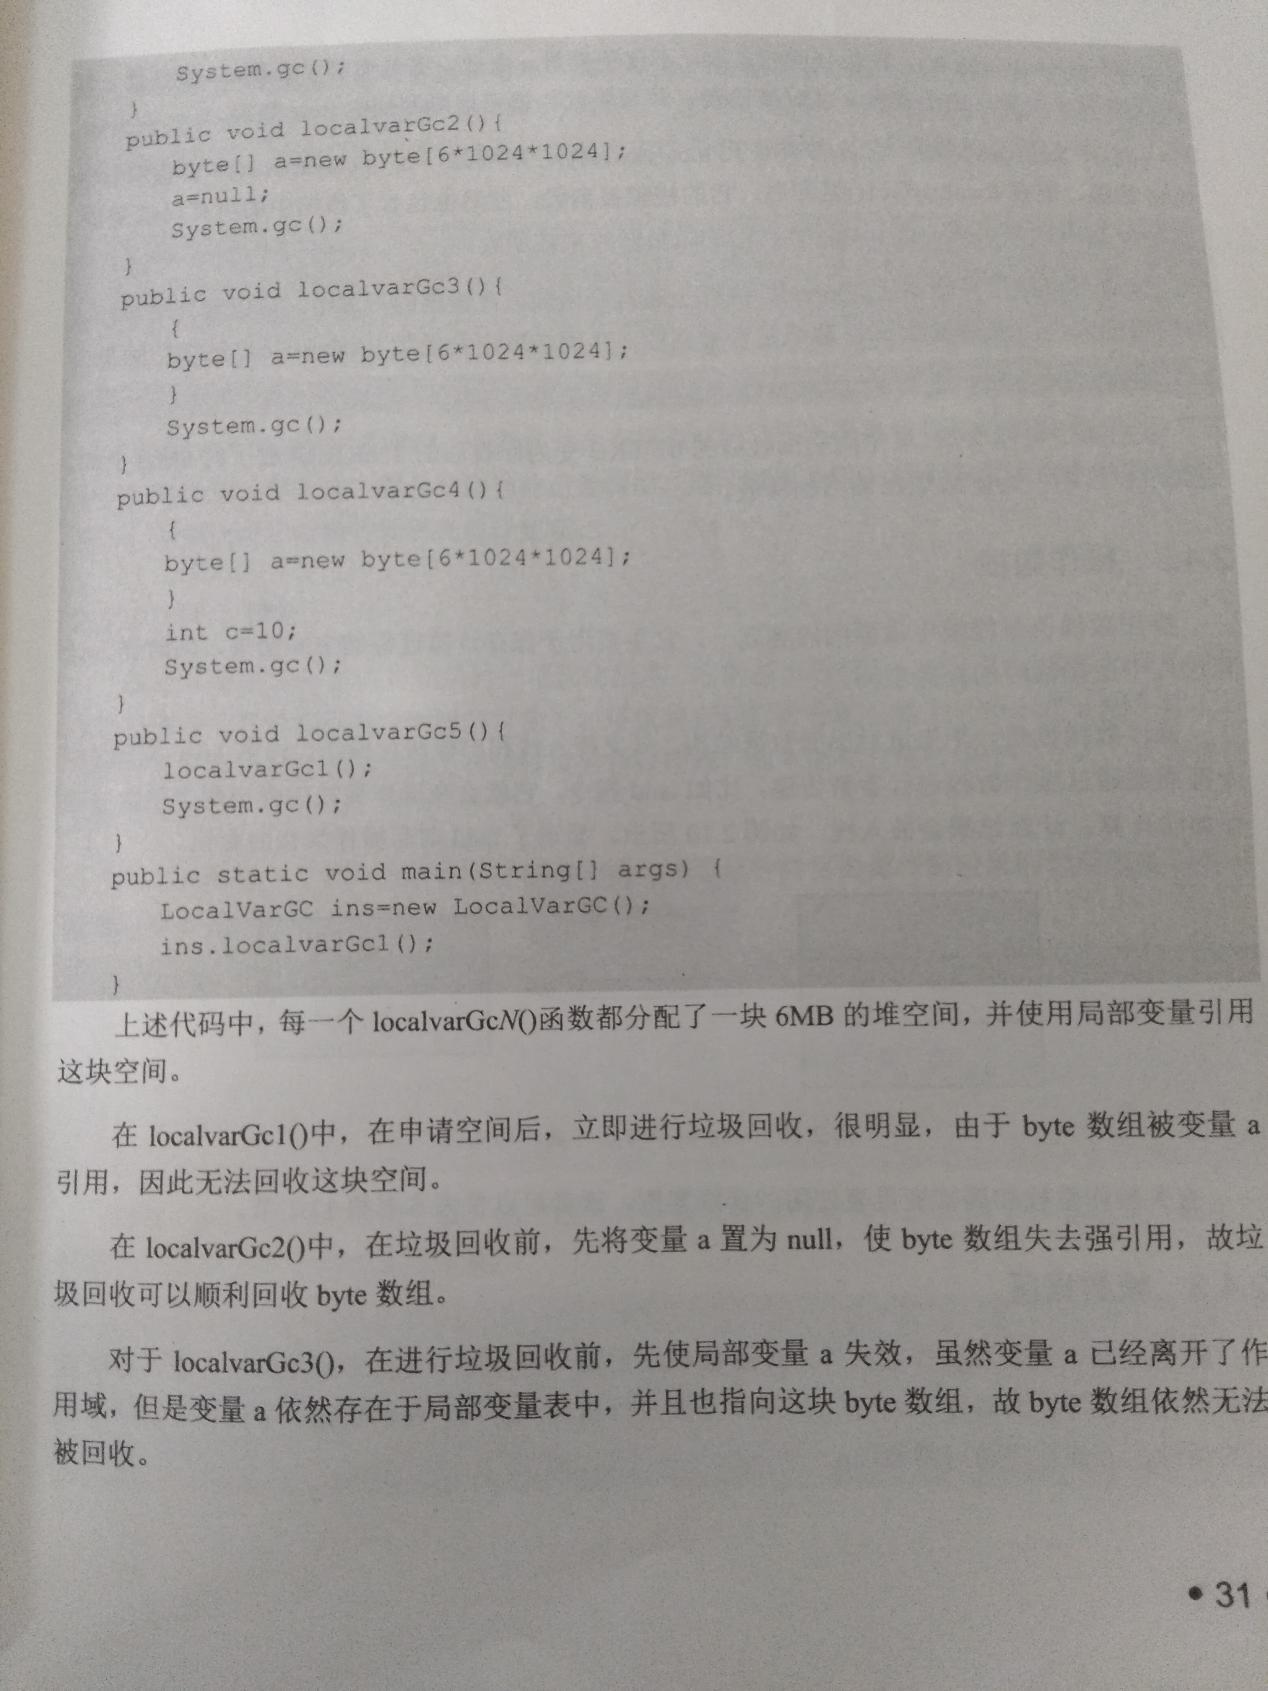 System.gc();
}
public void localvarGc2(){
byte[] a=new byte[6*1024*1024];
a=null;
System.gc();
}
public void localvarGc3(){
{
byte[] a=new byte[6*1024*1024];
}
System.gc();
}
public void localvarGc4(){
{
byte[] a=new byte[6*1024*1024];
}
int c=10;
System.gc();
}
public void localvarGc5(){
localvarGc1();
System.gc();
}
public static void main(String[] args) {
LocalVarGC ins=new LocalVarGC();
ins.localvarGc1();
}
上述代码中，每一个 localvarGcN()函数都分配了一块 6MB 的堆空间，并使用局部变量引用
这块空间。
在 localvarGc1()中，在申请空间后，立即进行垃圾回收，很明显，由于 byte 数组被变量 a
引用，因此无法回收这块空间。
在 localvarGc2()中，在垃圾回收前，先将变量 a 置为 null，使 byte 数组失去强引用，故垃
圾回收可以顺利回收 byte 数组。
对于 localvarGc3()，在进行垃圾回收前，先使局部变量 a 失效，虽然变量 a 已经离开了作
用域，但是变量 a 依然存在于局部变量表中，并且也指向这块 byte 数组，故 byte 数组依然无法
被回收。
• 31